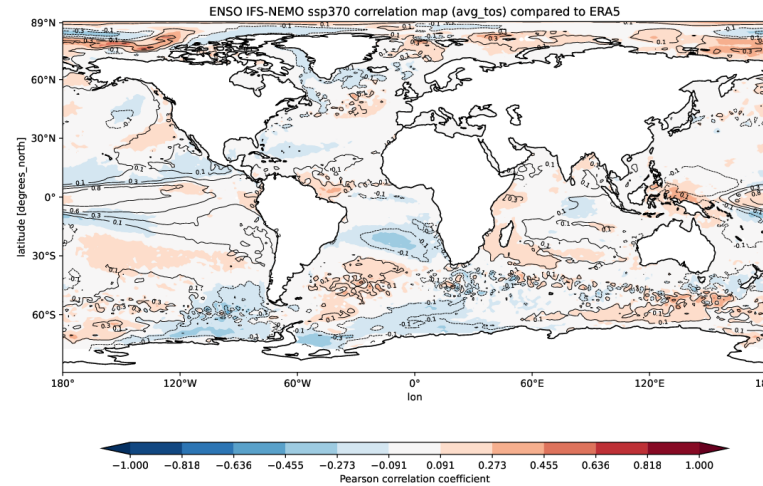 ENSO IFS-NEMO ssp370 correlation map (avg_tos) compared to ERA5
89°N
60°N
30°N
0°
30°S
60°S
latitude [degrees_north]
180°
120°W
60°W
0°
60°E
120°E
lon
−1.000 −0.818 −0.636 −0.455 −0.273 −0.091 0.091 0.273 0.455 0.636 0.818 1.000
Pearson correlation coefficient